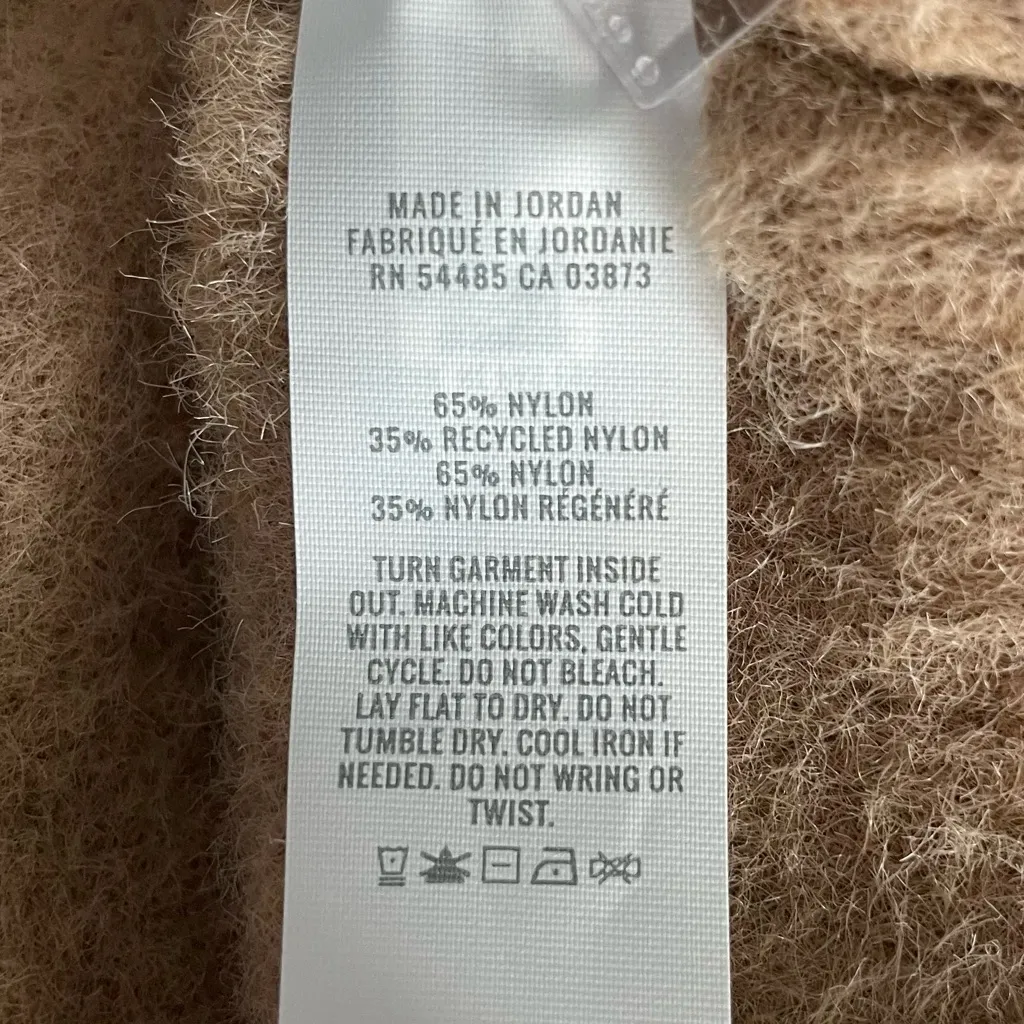 MADE IN JORDAN
FABRIQUÉ EN JORDANIE
RN 54485 CA 03873
65% NYLON
35% RECYCLED NYLON
65% NYLON
35% NYLON RÉGÉNÉRÉ
TURN GARMENT INSIDE
OUT. MACHINE WASH COLD
WITH LIKE COLORS, GENTLE
CYCLE. DO NOT BLEACH.
LAY FLAT TO DRY. DO NOT
TUMBLE DRY. COOL IRON IF
NEEDED. DO NOT WRING OR
TWIST.